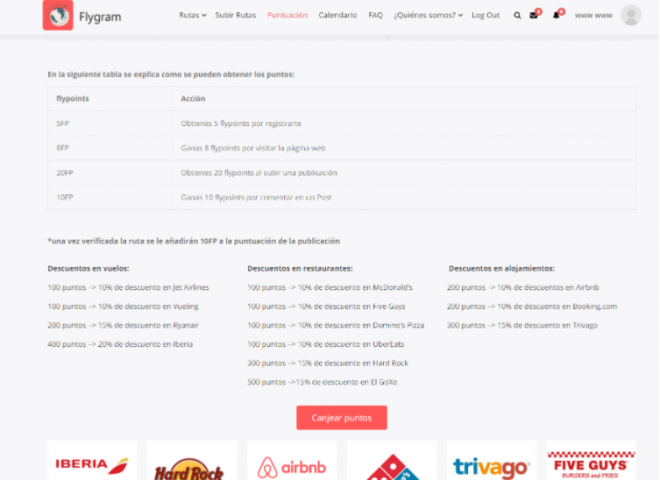 Flygram
Rutas Subir Rutas Puntuación Calendario FAQ ¿Quiénes somos? Log Out 0 0 www www
En la siguiente tabla se explica como se pueden obtener los puntos:
flypoints Acción
5FP Obtienes 5 flypoints por registrarte
8FP Ganas 8 flypoints por visitar la página web
20FP Obtienes 20 flypoints al subir una publicación
10FP Ganas 10 flypoints por comentar en un Post
*una vez verificada la ruta se le añadirán 10FP a la puntuación de la publicación
Descuentos en vuelos:
100 puntos -> 10% de descuento en Jet Airlines
100 puntos -> 10% de descuento en Vueling
200 puntos -> 15% de descuento en Ryanair
400 puntos -> 20% de descuento en Iberia
Descuentos en restaurantes:
100 puntos -> 10% de descuento en McDonald's
100 puntos -> 10% de descuento en Five Guys
100 puntos -> 10% de descuento en Domino's Pizza
100 puntos -> 10% de descuento en UberEats
300 puntos -> 15% de descuento en Hard Rock
500 puntos ->15% de descuento en El GoXo
Descuentos en alojamientos:
200 puntos -> 10% de descuentos en Airbnb
200 puntos -> 10% de descuento en Booking.com
300 puntos -> 15% de descuento en Trivago
Canjear puntos
IBERIA
Hard Rock
airbnb
trivago
FIVE GUYS
BURGERS and FRIES